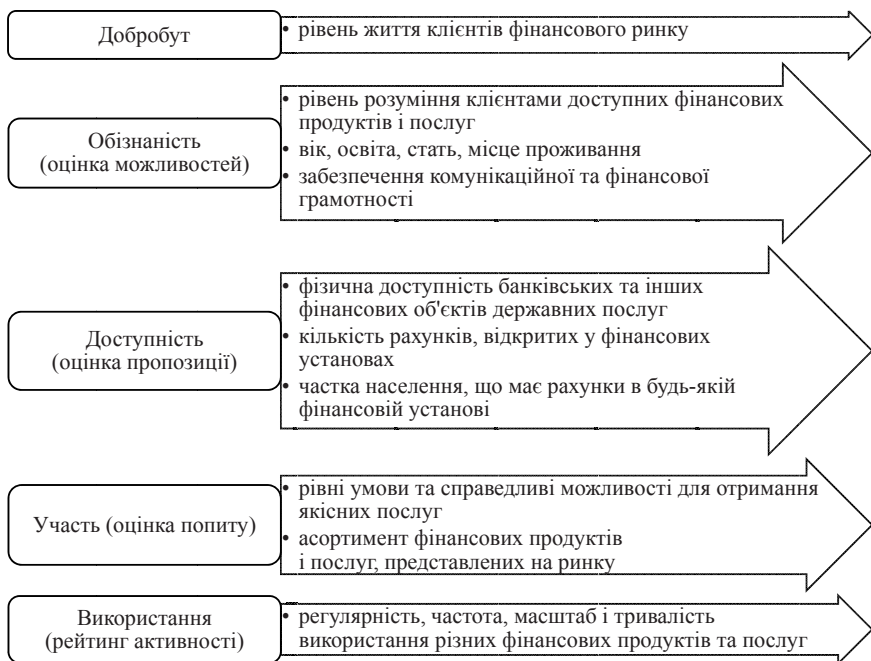 Добробут
• рівень життя клієнтів фінансового ринку
Обізнаність
(оцінка можливостей)
• рівень розуміння клієнтами доступних фінансових
продуктів і послуг
• вік, освіта, стать, місце проживання
• забезпечення комунікаційної та фінансової
грамотності
Доступність
(оцінка пропозиції)
• фізична доступність банківських та інших
фінансових об'єктів державних послуг
• кількість рахунків, відкритих у фінансових
установах
• частка населення, що має рахунки в будь-якій
фінансовій установі
Участь (оцінка попиту)
• рівні умови та справедливі можливості для отримання
якісних послуг
• асортимент фінансових продуктів
і послуг, представлених на ринку
Використання
(рейтинг активності)
• регулярність, частота, масштаб і тривалість
використання різних фінансових продуктів та послуг